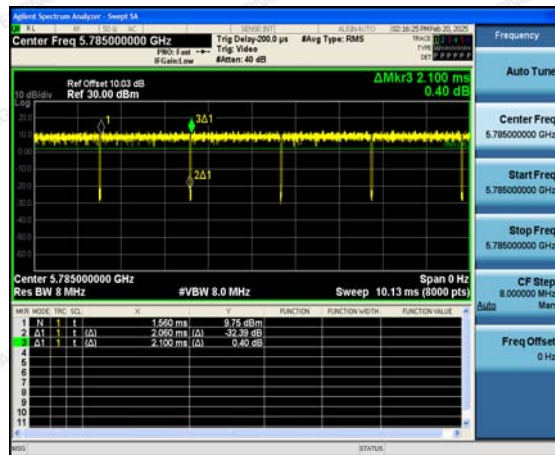 Agilent Spectrum Analyzer - Swept SA
RL RF 50 Ω AC SENSE:INT ALIGN AUTO 02:16:25 PM Feb 20, 2025
Center Freq 5.785000000 GHz Trig Delay-200.0 µs #Avg Type: RMS
PNO: Fast Trig: Video TYPE
IFGain:Low #Atten: 40 dB DET P P P P P P
Ref Offset 10.03 dB ΔMkr3 2.100 ms
10 dB/div Ref 30.00 dBm 0.40 dB
Log
20.0
10.0
0.00
-10.0
-20.0
-30.0
-40.0
-50.0
-60.0
1
3Δ1
2Δ1
Center 5.785000000 GHz Span 0 Hz
Res BW 8 MHz #VBW 8.0 MHz Sweep 10.13 ms (8000 pts)
MKR MODE TRC SCL X Y FUNCTION FUNCTION WIDTH FUNCTION VALUE
1 N 1 t 1.560 ms 9.75 dBm
2 Δ1 1 t (Δ) 2.060 ms (Δ) -32.39 dB
3 Δ1 1 t (Δ) 2.100 ms (Δ) 0.40 dB
4
5
6
7
8
9
10
11
MSG STATUS
Frequency
Auto Tune
Center Freq
5.785000000 GHz
Start Freq
5.785000000 GHz
Stop Freq
5.785000000 GHz
CF Step
8.000000 MHz
Auto Man
Freq Offset
0 Hz